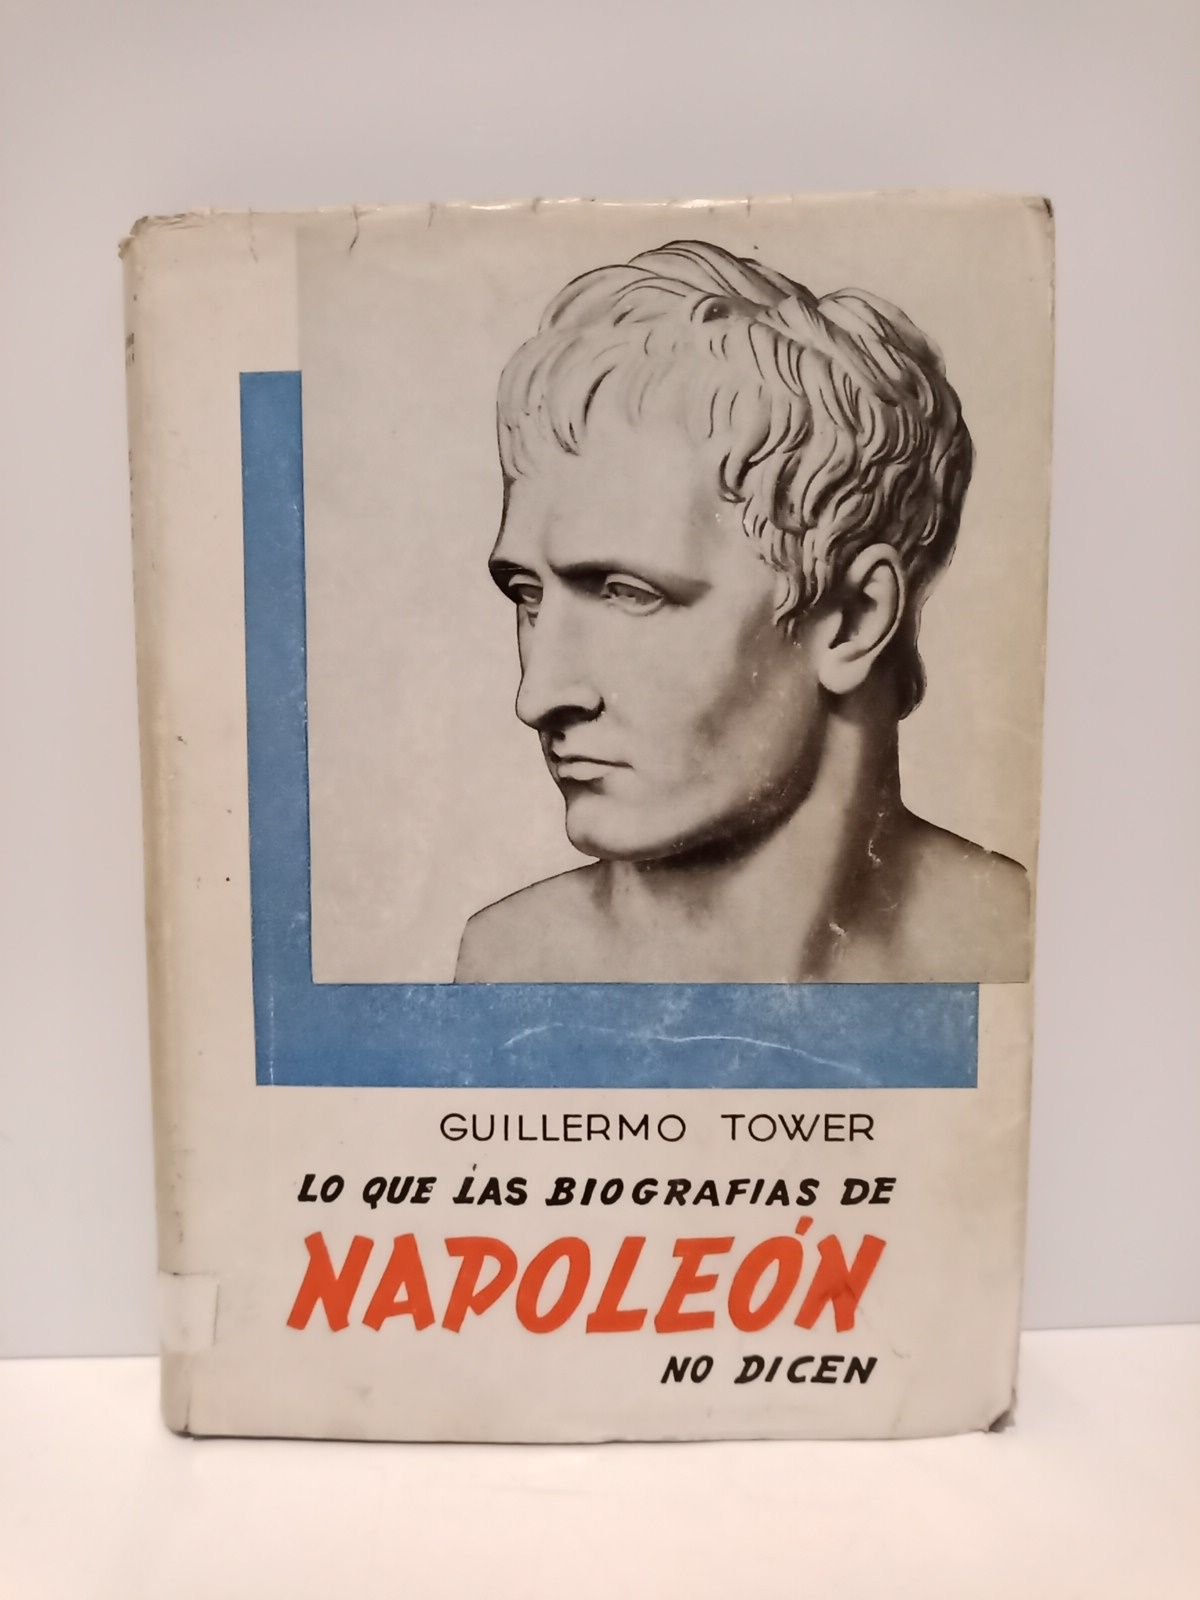 GUILLERMO TOWER
LO QUE LAS BIOGRAFIAS DE
NAPOLEÓN
NO DICEN